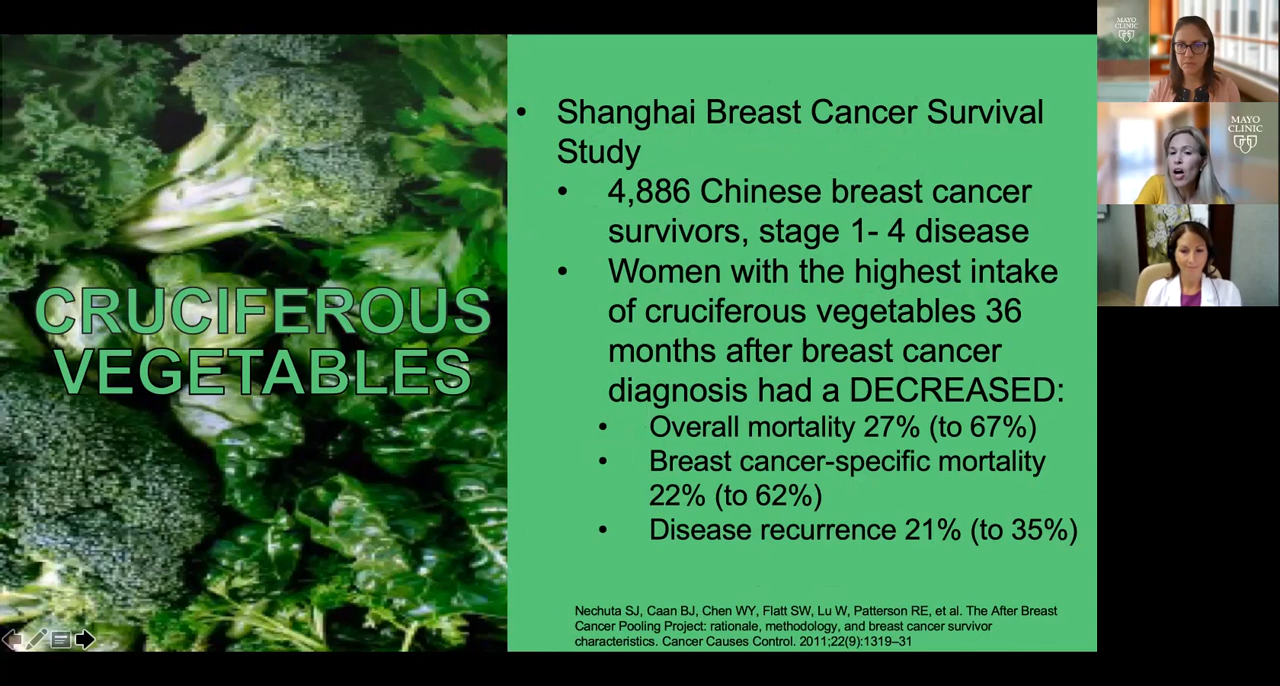 CRUCIFEROUS
VEGETABLES
• Shanghai Breast Cancer Survival
Study
• 4,886 Chinese breast cancer
survivors, stage 1- 4 disease
• Women with the highest intake
of cruciferous vegetables 36
months after breast cancer
diagnosis had a DECREASED:
• Overall mortality 27% (to 67%)
• Breast cancer-specific mortality
22% (to 62%)
• Disease recurrence 21% (to 35%)
Nechuta SJ, Caan BJ, Chen WY, Flatt SW, Lu W, Patterson RE, et al. The After Breast
Cancer Pooling Project: rationale, methodology, and breast cancer survivor
characteristics. Cancer Causes Control. 2011;22(9):1319–31
MAYO
CLINIC
MAYO
CLINIC